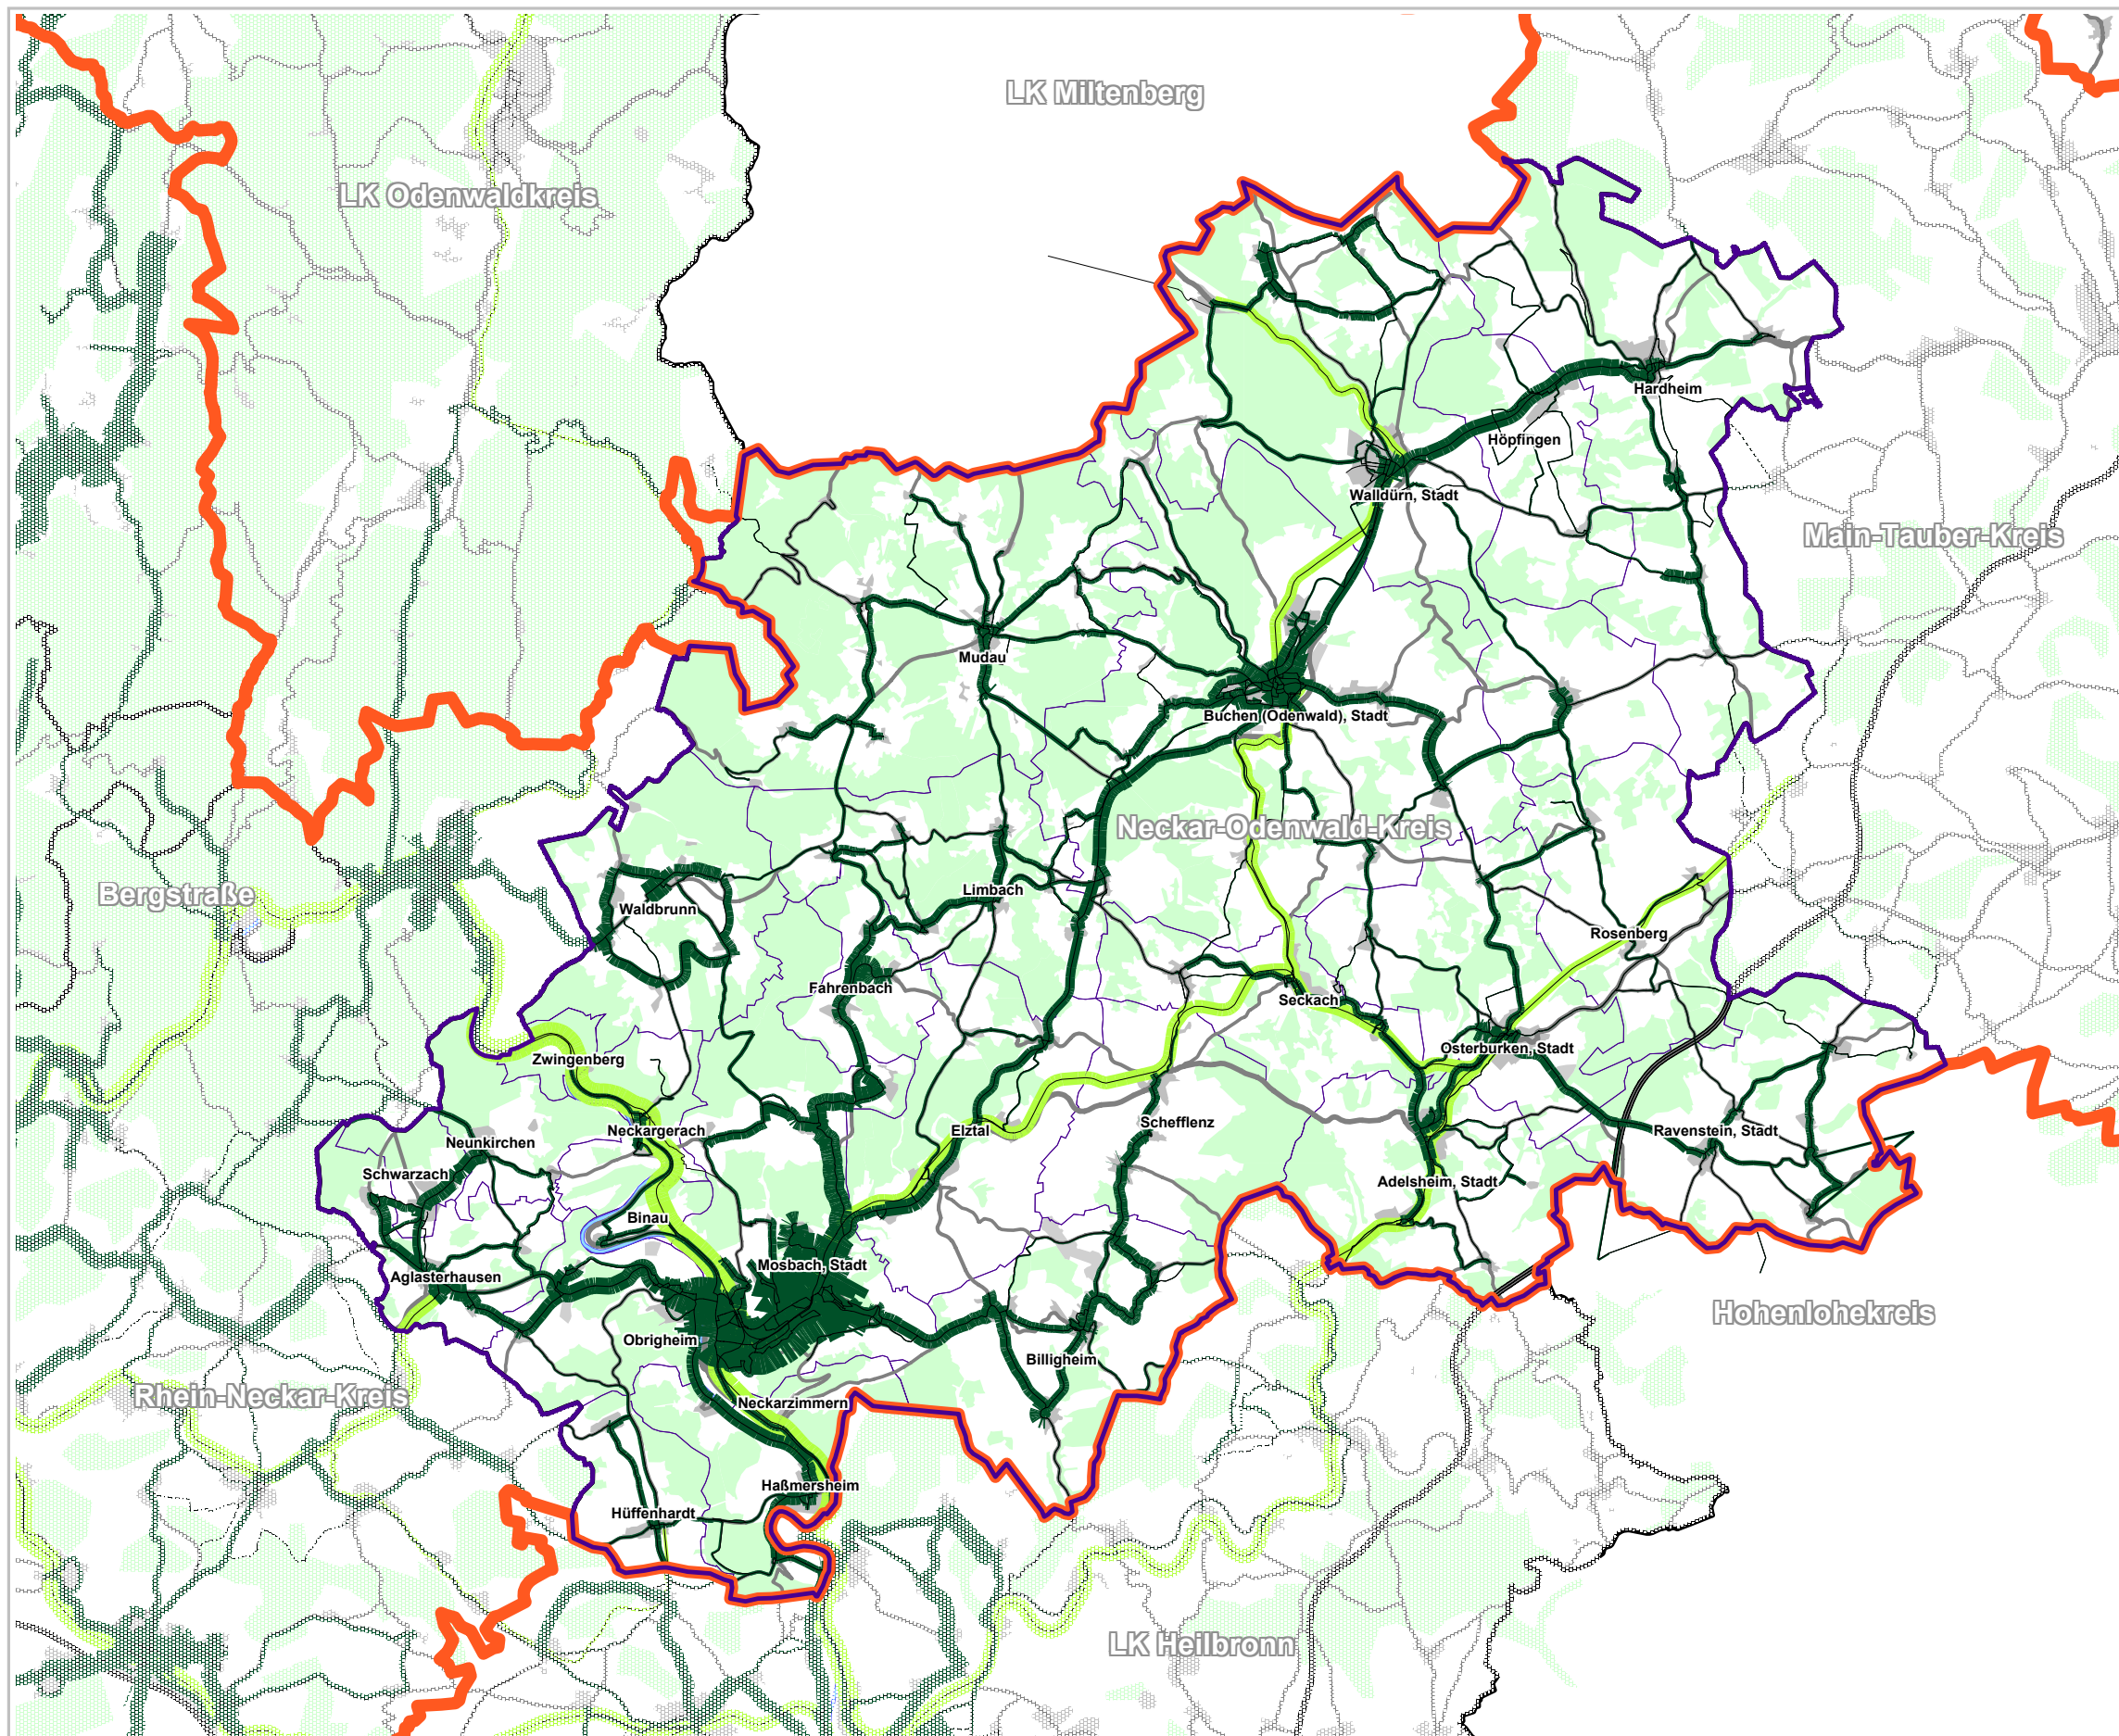 LK Miltenberg
LK Odenwaldkreis
Hardheim
Höpfingen
Walldürn, Stadt
Main-Tauber-Kreis
Mudau
Buchen (Odenwald), Stadt
Neckar-Odenwald-Kreis
Bergstraße
Limbach
Waldbrunn
Rosenberg
Fahrenbach
Seckach
Osterburken, Stadt
Zwingenberg
Schefflenz
Neckargerach
Elztal
Ravenstein, Stadt
Neunkirchen
Schwarzach
Adelsheim, Stadt
Binau
Mosbach, Stadt
Aglasterhausen
Hohenlohekreis
Obrigheim
Billigheim
Rhein-Neckar-Kreis
Neckarzimmern
Haßmersheim
Hüffenhardt
LK Heilbronn